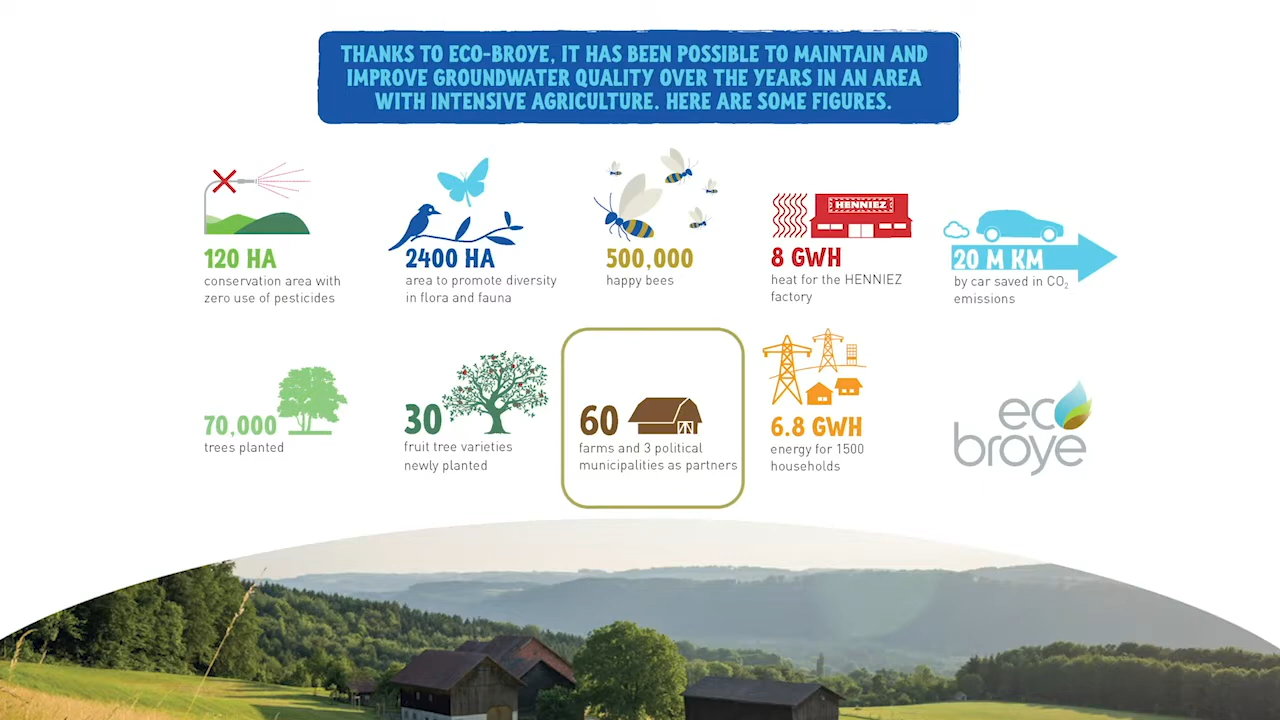 THANKS TO ECO-BROYE, IT HAS BEEN POSSIBLE TO MAINTAIN AND
IMPROVE GROUNDWATER QUALITY OVER THE YEARS IN AN AREA
WITH INTENSIVE AGRICULTURE. HERE ARE SOME FIGURES.
120 HA
conservation area with
zero use of pesticides
2400 HA
area to promote diversity
in flora and fauna
500,000
happy bees
HENNIEZ
8 GWH
heat for the HENNIEZ
factory
20 M KM
by car saved in CO₂
emissions
70,000
trees planted
30
fruit tree varieties
newly planted
60
farms and 3 political
municipalities as partners
6.8 GWH
energy for 1500
households
eco
broye